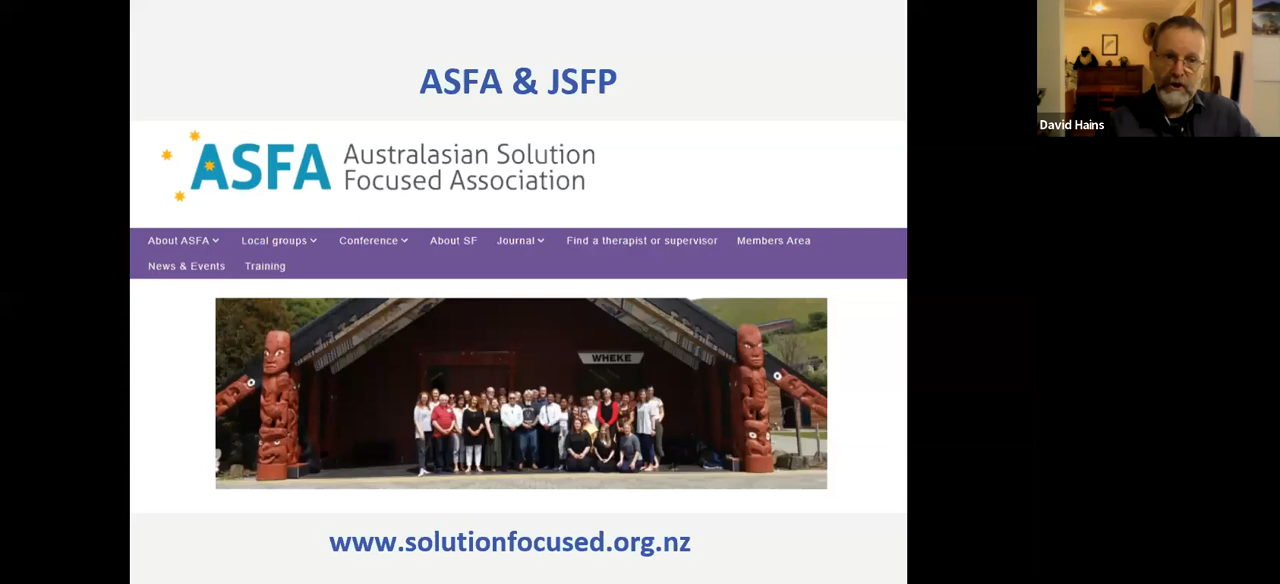 ASFA & JSFP
ASFA
Australasian Solution
Focused Association
About ASFA Local groups Conference About SF Journal Find a therapist or supervisor Members Area
News & Events Training
WHEKE
www.solutionfocused.org.nz
David Hains